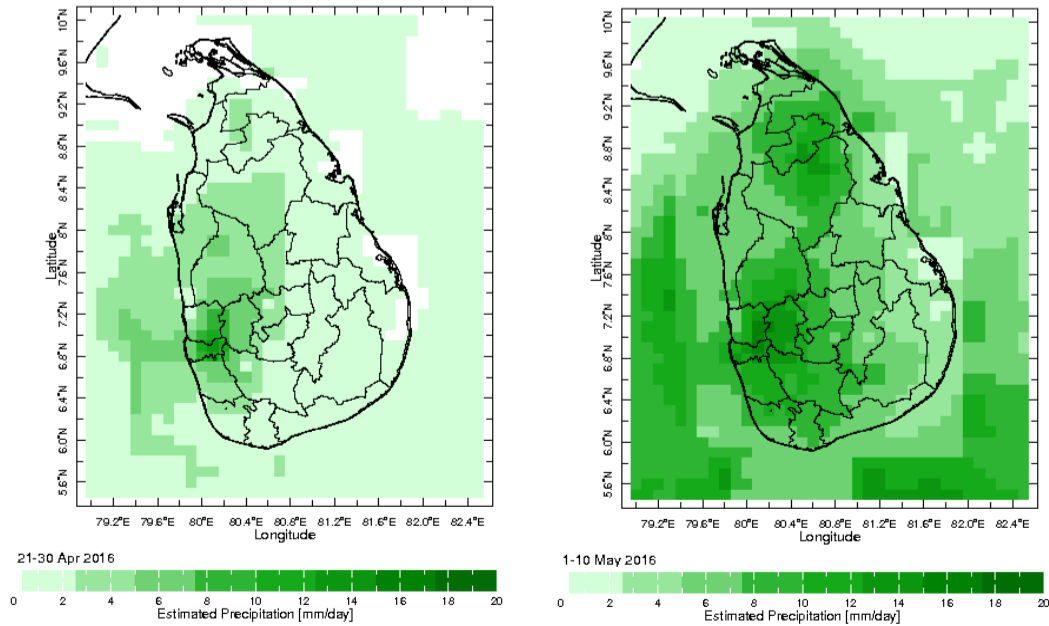 10°N
9.6°N
9.2°N
8.8°N
8.4°N
8°N
7.6°N
7.2°N
6.8°N
6.4°N
6.0°N
5.6°N
Latitude
79.2°E 79.6°E 80°E 80.4°E 80.8°E 81.2°E 81.6°E 82.0°E 82.4°E
Longitude
21-30 Apr 2016
0 2 4 6 8 10 12 14 16 18 20
Estimated Precipitation [mm/day]
10°N
9.6°N
9.2°N
8.8°N
8.4°N
8°N
7.6°N
7.2°N
6.8°N
6.4°N
6.0°N
5.6°N
Latitude
79.2°E 79.6°E 80°E 80.4°E 80.8°E 81.2°E 81.6°E 82.0°E 82.4°E
Longitude
1-10 May 2016
0 2 4 6 8 10 12 14 16 18 20
Estimated Precipitation [mm/day]